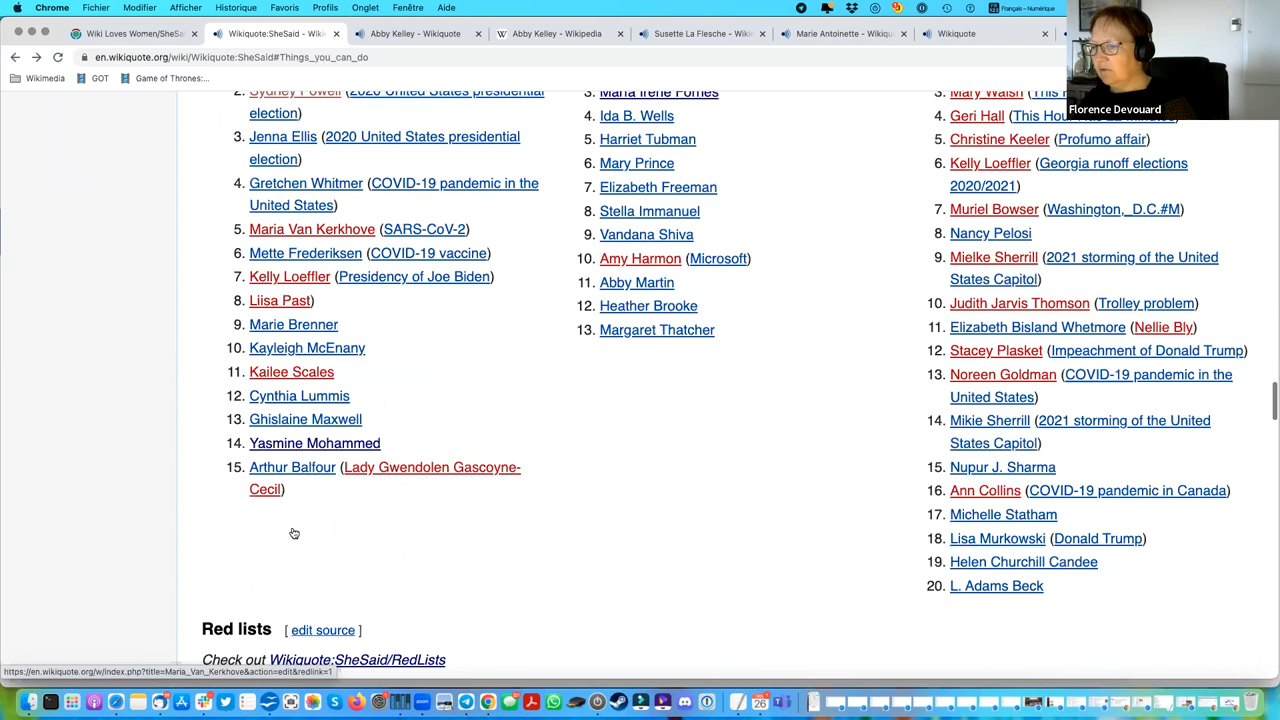 Chrome Fichier Modifier Afficher Historique Favoris Profils Onglet Fenêtre Aide
Français – Numérique
Wiki Loves Women/SheSa
Wikiquote:SheSaid - Wiki
Abby Kelley - Wikiquote
Abby Kelley - Wikipedia
Susette La Flesche - Wikiq
Marie Antoinette - Wikiqu
Wikiquote
en.wikiquote.org/wiki/Wikiquote:SheSaid#Things_you_can_do
Wikimedia GOT Game of Thrones:...
Florence Devouard
2. Sydney Powell (2020 United States presidential
election)
3. Jenna Ellis (2020 United States presidential
election)
4. Gretchen Whitmer (COVID-19 pandemic in the
United States)
5. Maria Van Kerkhove (SARS-CoV-2)
6. Mette Frederiksen (COVID-19 vaccine)
7. Kelly Loeffler (Presidency of Joe Biden)
8. Liisa Past)
9. Marie Brenner
10. Kayleigh McEnany
11. Kailee Scales
12. Cynthia Lummis
13. Ghislaine Maxwell
14. Yasmine Mohammed
15. Arthur Balfour (Lady Gwendolen Gascoyne-
Cecil)
3. Maria Irene Fornes
4. Ida B. Wells
5. Harriet Tubman
6. Mary Prince
7. Elizabeth Freeman
8. Stella Immanuel
9. Vandana Shiva
10. Amy Harmon (Microsoft)
11. Abby Martin
12. Heather Brooke
13. Margaret Thatcher
3. Mary Walsh (This H
4. Geri Hall (This Hour Has 22 Minutes
5. Christine Keeler (Profumo affair)
6. Kelly Loeffler (Georgia runoff elections
2020/2021)
7. Muriel Bowser (Washington,_D.C.#M)
8. Nancy Pelosi
9. Mielke Sherrill (2021 storming of the United
States Capitol)
10. Judith Jarvis Thomson (Trolley problem)
11. Elizabeth Bisland Whetmore (Nellie Bly)
12. Stacey Plasket (Impeachment of Donald Trump)
13. Noreen Goldman (COVID-19 pandemic in the
United States)
14. Mikie Sherrill (2021 storming of the United
States Capitol)
15. Nupur J. Sharma
16. Ann Collins (COVID-19 pandemic in Canada)
17. Michelle Statham
18. Lisa Murkowski (Donald Trump)
19. Helen Churchill Candee
20. L. Adams Beck
Red lists [ edit source ]
Check out Wikiquote:SheSaid/RedLists
https://en.wikiquote.org/w/index.php?title=Maria_Van_Kerkhove&action=edit&redlink=1